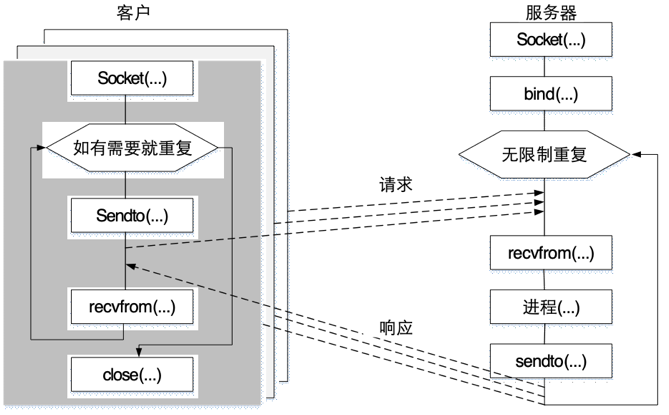 客户
Socket(...)
如有需要就重复
Sendto(...)
recvfrom(...)
close(...)
请求
响应
服务器
Socket(...)
bind(...)
无限制重复
recvfrom(...)
进程(...)
sendto(...)